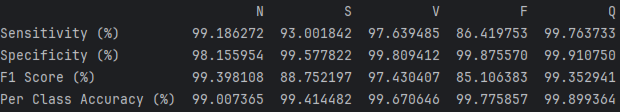 N S V F Q
Sensitivity (%) 99.186272 93.001842 97.639485 86.419753 99.763733
Specificity (%) 98.155954 99.577822 99.809412 99.875570 99.910750
F1 Score (%) 99.398108 88.752197 97.430407 85.106383 99.352941
Per Class Accuracy (%) 99.007365 99.414482 99.670646 99.775857 99.899364